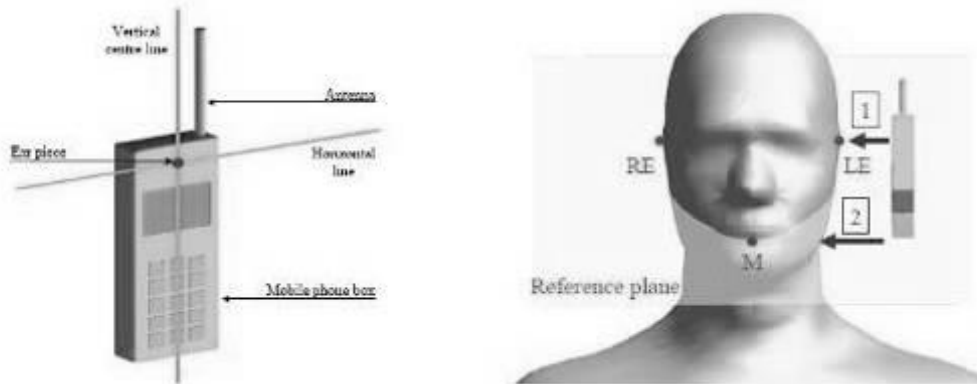 Vertical
centre line
Antenna
Ear piece
Horizontal
line
Mobile phone box
1
RE
LE
2
M
Reference plane